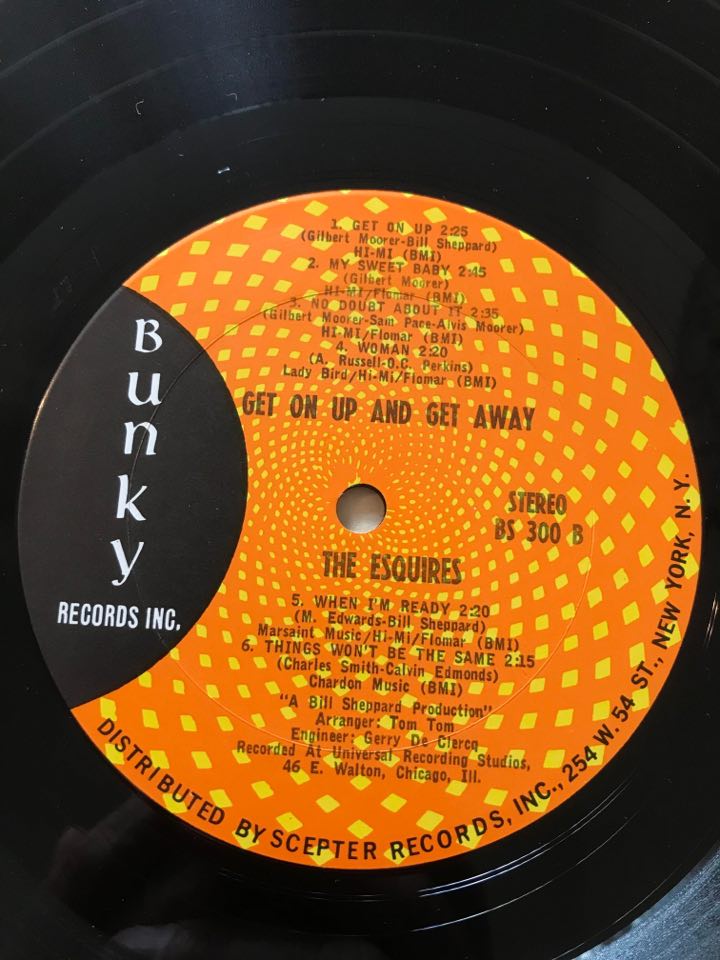 1. GET ON UP 2:25
(Gilbert Moorer-Bill Sheppard)
HI-MI (BMI)
2. MY SWEET BABY 2:45
(Gilbert Moorer)
HI-MI/Flomar (BMI)
3. NO DOUBT ABOUT IT 2:35
(Gilbert Moorer-Sam Pace-Alvis Moorer)
HI-MI/Flomar (BMI)
4. WOMAN 2:20
(A. Russell-O.C. Perkins)
Lady Bird/Hi-Mi/Flomar (BMI)
GET ON UP AND GET AWAY
Bunky
RECORDS INC.
STEREO
BS 300 B
THE ESQUIRES
5. WHEN I'M READY 2:20
(M. Edwards-Bill Sheppard)
Marsaint Music/Hi-Mi/Flomar (BMI)
6. THINGS WON'T BE THE SAME 2:15
(Charles Smith-Calvin Edmonds)
Chardon Music (BMI)
"A Bill Sheppard Production"
Arranger: Tom Tom
Engineer: Gerry De Clercq
Recorded At Universal Recording Studios,
46 E. Walton, Chicago, Ill.
DISTRIBUTED BY SCEPTER RECORDS, INC., 254 W. 54 ST., NEW YORK, N.Y.